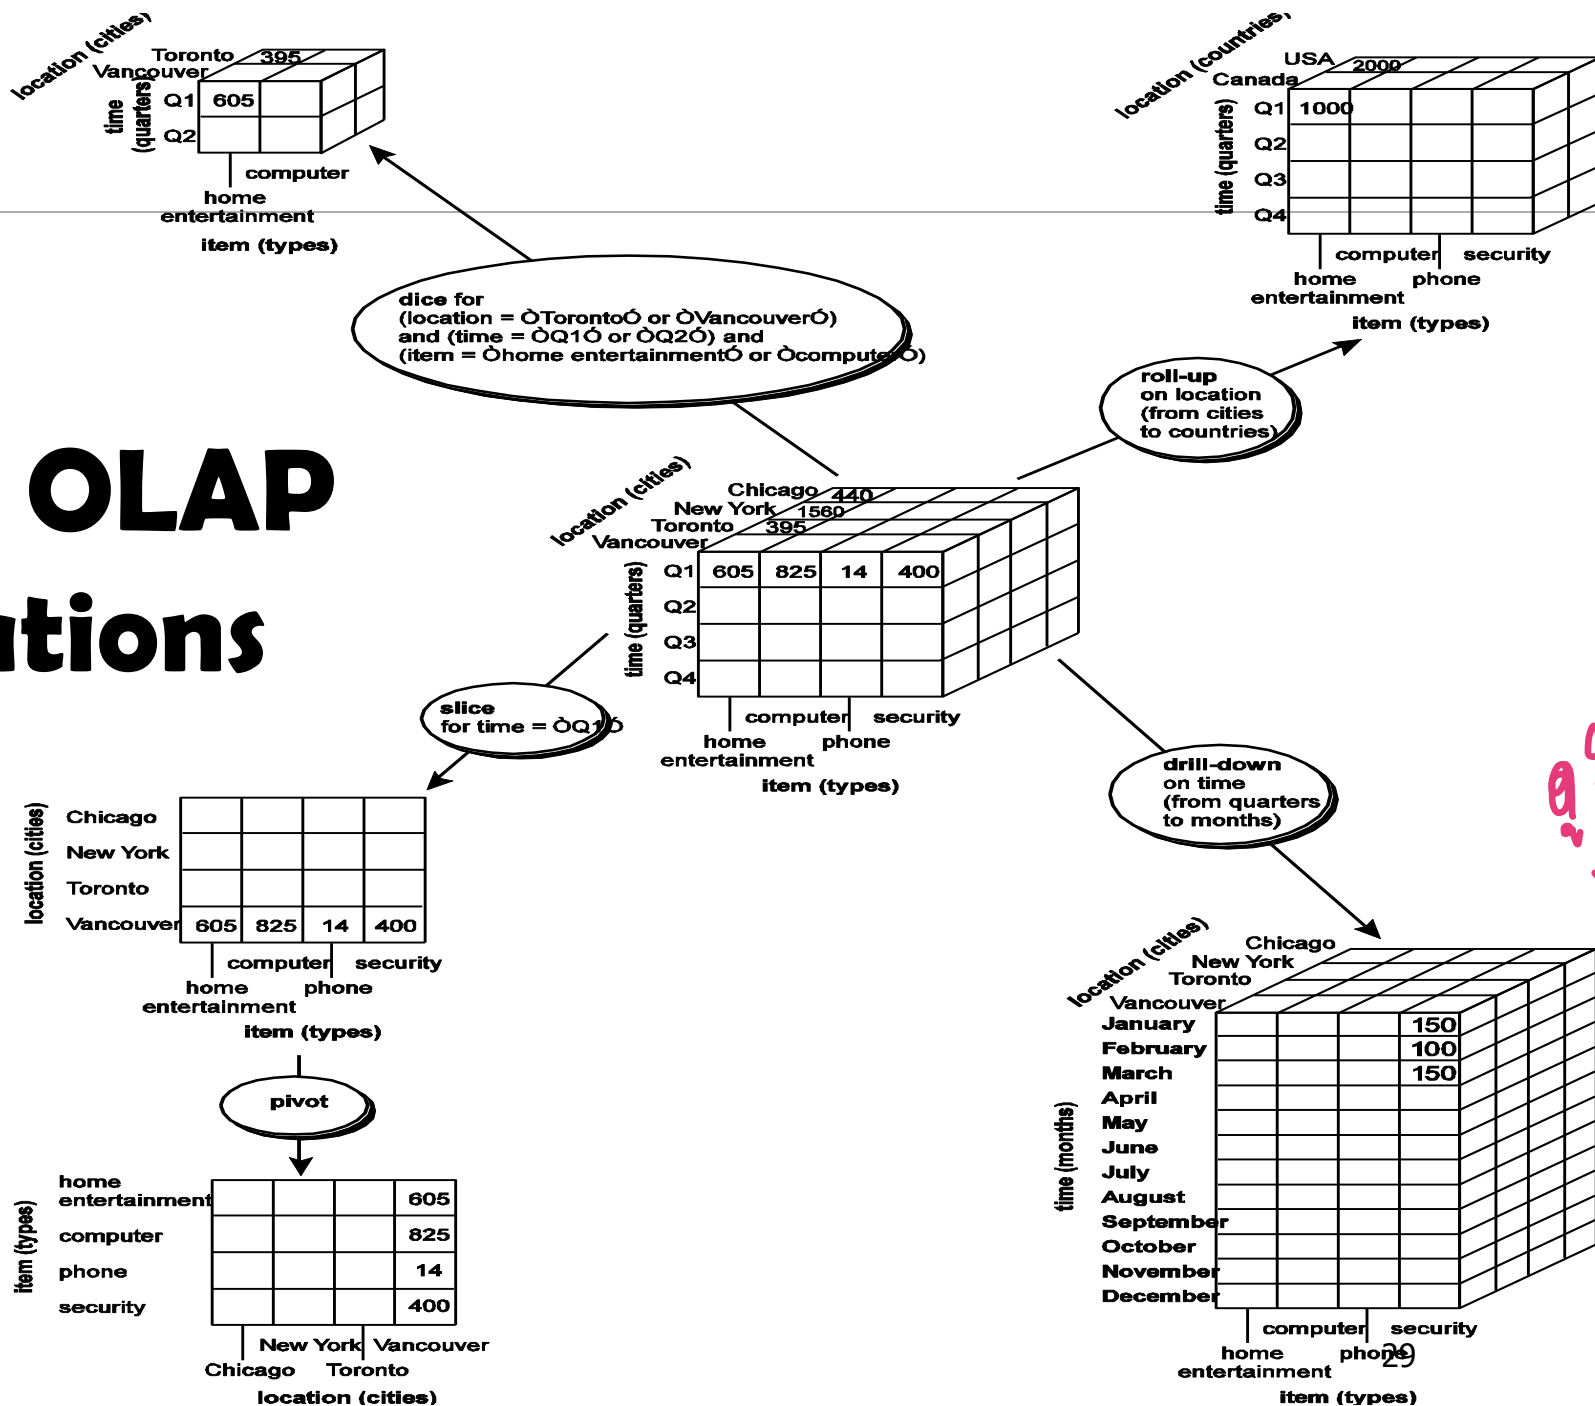 location (cities)
Toronto
395
Vancouver
time
(quarters)
Q1
605
Q2
computer
home
entertainment
item (types)
location (countries)
USA
2000
Canada
time (quarters)
Q1
1000
Q2
Q3
Q4
computer
security
home
entertainment
phone
item (types)
dice for
(location = ÒTorontoÓ or ÒVancouverÓ)
and (time = ÒQ1Ó or ÒQ2Ó) and
(item = Òhome entertainmentÓ or ÒcomputerÓ)
roll-up
on location
(from cities
to countries)
OLAP
ations
location (cities)
Chicago
440
New York
1560
Toronto
395
Vancouver
time (quarters)
Q1
605 825 14 400
Q2
Q3
Q4
computer
security
home
entertainment
phone
item (types)
slice
for time = ÒQ1Ó
drill-down
on time
(from quarters
to months)
location (cities)
Chicago
New York
Toronto
Vancouver
605 825 14 400
computer
security
home
entertainment
phone
item (types)
pivot
item (types)
home
entertainment
605
computer
825
phone
14
security
400
New York
Vancouver
Chicago
Toronto
location (cities)
location (cities)
Chicago
New York
Toronto
Vancouver
time (months)
January
150
February
100
March
150
April
May
June
July
August
September
October
November
December
computer
security
home
entertainment
phone
29
item (types)